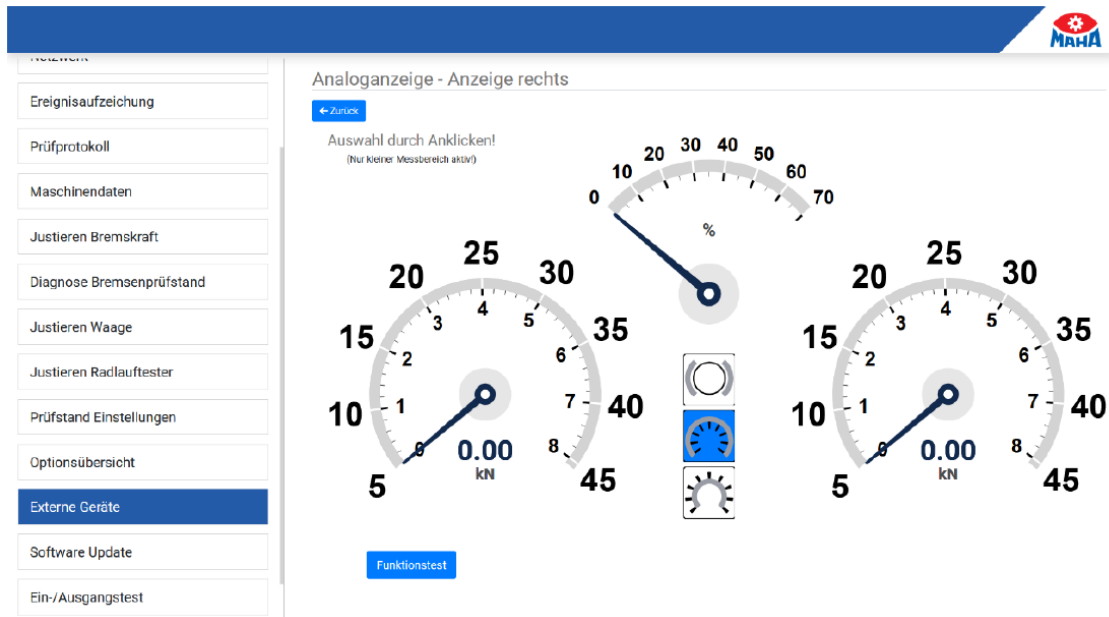 MAHA
Netzwerk
Ereignisaufzeichung
Prüfprotokoll
Maschinendaten
Justieren Bremskraft
Diagnose Bremsenprüfstand
Justieren Waage
Justieren Radlauftester
Prüfstand Einstellungen
Optionsübersicht
Externe Geräte
Software Update
Ein-/Ausgangstest
Analoganzeige - Anzeige rechts
←Zurück
Auswahl durch Anklicken!
(Nur kleiner Messbereich aktiv!)
0 10 20 30 40 50 60 70
%
5 10 15 20 25 30 35 40 45
0 1 2 3 4 5 6 7 8
0.00
kN
5 10 15 20 25 30 35 40 45
0 1 2 3 4 5 6 7 8
0.00
kN
Funktionstest